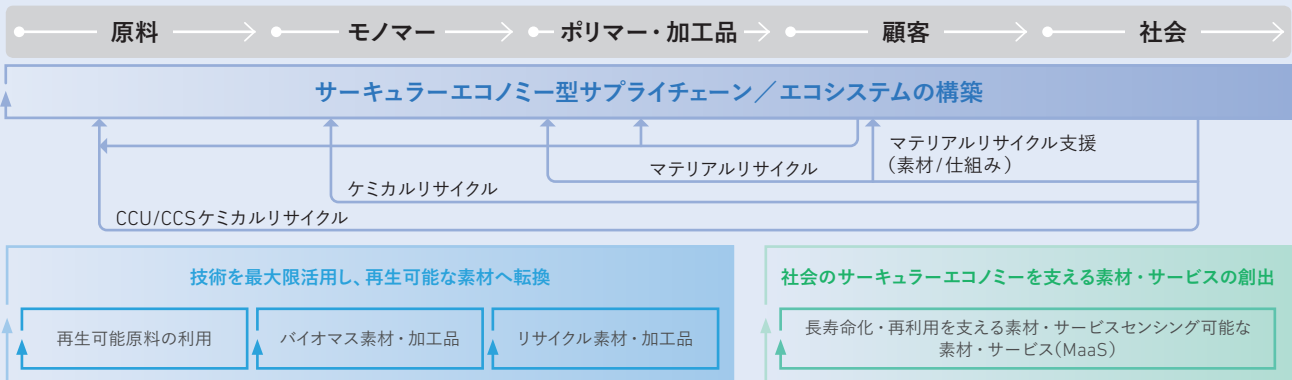 原料
モノマー
ポリマー・加工品
顧客
社会
サーキュラーエコノミー型サプライチェーン／エコシステムの構築
マテリアルリサイクル支援
（素材/仕組み）
マテリアルリサイクル
ケミカルリサイクル
CCU/CCSケミカルリサイクル
技術を最大限活用し、再生可能な素材へ転換
再生可能原料の利用
バイオマス素材・加工品
リサイクル素材・加工品
社会のサーキュラーエコノミーを支える素材・サービスの創出
長寿命化・再利用を支える素材・サービスセンシング可能な
素材・サービス(MaaS)